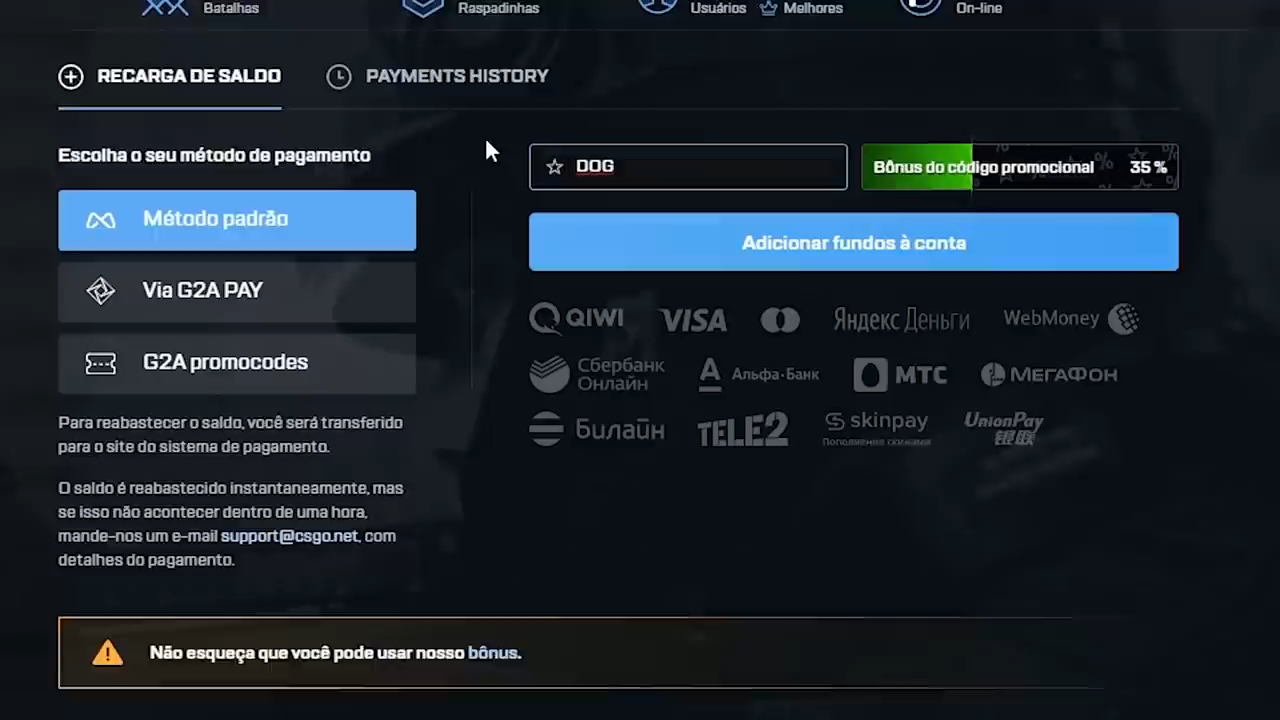 Batalhas
Raspadinhas
Usuários
Melhores
On-line
RECARGA DE SALDO
PAYMENTS HISTORY
Escolha o seu método de pagamento
DOG
Bônus do código promocional 35 %
Método padrão
Adicionar fundos à conta
Via G2A PAY
G2A promocodes
QIWI VISA Яндекс Деньги WebMoney
Сбербанк
Онлайн
Альфа·Банк
МТС
МЕГАФОН
Билайн
TELE2
skinpay
Пополнение скинами
UnionPay
银联
Para reabastecer o saldo, você será transferido
para o site do sistema de pagamento.
O saldo é reabastecido instantaneamente, mas
se isso não acontecer dentro de uma hora,
mande-nos um e-mail support@csgo.net, com
detalhes do pagamento.
Não esqueça que você pode usar nosso bônus.